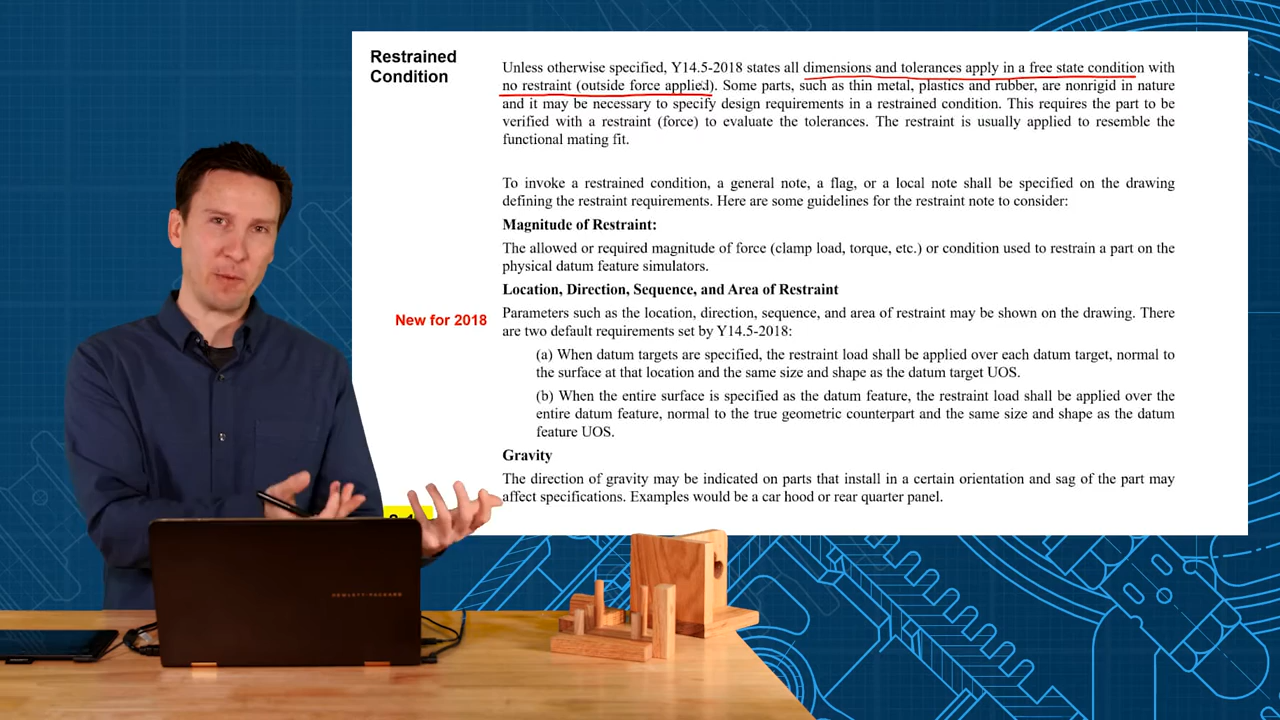 Restrained
Condition
Unless otherwise specified, Y14.5-2018 states all dimensions and tolerances apply in a free state condition with
no restraint (outside force applied). Some parts, such as thin metal, plastics and rubber, are nonrigid in nature
and it may be necessary to specify design requirements in a restrained condition. This requires the part to be
verified with a restraint (force) to evaluate the tolerances. The restraint is usually applied to resemble the
functional mating fit.
To invoke a restrained condition, a general note, a flag, or a local note shall be specified on the drawing
defining the restraint requirements. Here are some guidelines for the restraint note to consider:
Magnitude of Restraint:
The allowed or required magnitude of force (clamp load, torque, etc.) or condition used to restrain a part on the
physical datum feature simulators.
Location, Direction, Sequence, and Area of Restraint
New for 2018
Parameters such as the location, direction, sequence, and area of restraint may be shown on the drawing. There
are two default requirements set by Y14.5-2018:
(a) When datum targets are specified, the restraint load shall be applied over each datum target, normal to
the surface at that location and the same size and shape as the datum target UOS.
(b) When the entire surface is specified as the datum feature, the restraint load shall be applied over the
entire datum feature, normal to the true geometric counterpart and the same size and shape as the datum
feature UOS.
Gravity
The direction of gravity may be indicated on parts that install in a certain orientation and sag of the part may
affect specifications. Examples would be a car hood or rear quarter panel.
HEWLETT-PACKARD